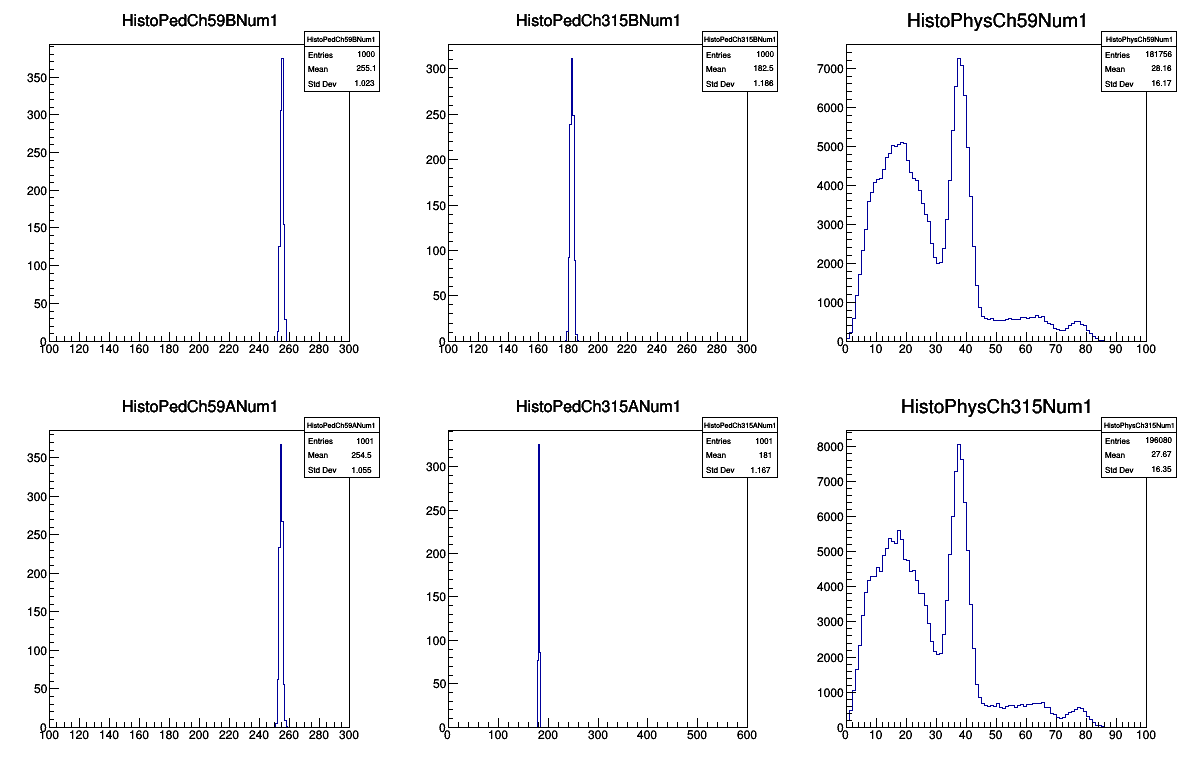 HistoPedCh59BNum1
HistoPedCh59BNum1
Entries 1000
Mean 255.1
Std Dev 1.023
350
300
250
200
150
100
50
0
100 120 140 160 180 200 220 240 260 280 300
HistoPedCh315BNum1
HistoPedCh315BNum1
Entries 1000
Mean 182.5
Std Dev 1.186
300
250
200
150
100
50
0
100 120 140 160 180 200 220 240 260 280 300
HistoPhysCh59Num1
HistoPhysCh59Num1
Entries 181756
Mean 28.16
Std Dev 16.17
7000
6000
5000
4000
3000
2000
1000
0
0 10 20 30 40 50 60 70 80 90 100
HistoPedCh59ANum1
HistoPedCh59ANum1
Entries 1001
Mean 254.5
Std Dev 1.055
350
300
250
200
150
100
50
0
100 120 140 160 180 200 220 240 260 280 300
HistoPedCh315ANum1
HistoPedCh315ANum1
Entries 1001
Mean 181
Std Dev 1.167
300
250
200
150
100
50
0
0 100 200 300 400 500 600
HistoPhysCh315Num1
HistoPhysCh315Num1
Entries 196080
Mean 27.67
Std Dev 16.35
8000
7000
6000
5000
4000
3000
2000
1000
0
0 10 20 30 40 50 60 70 80 90 100